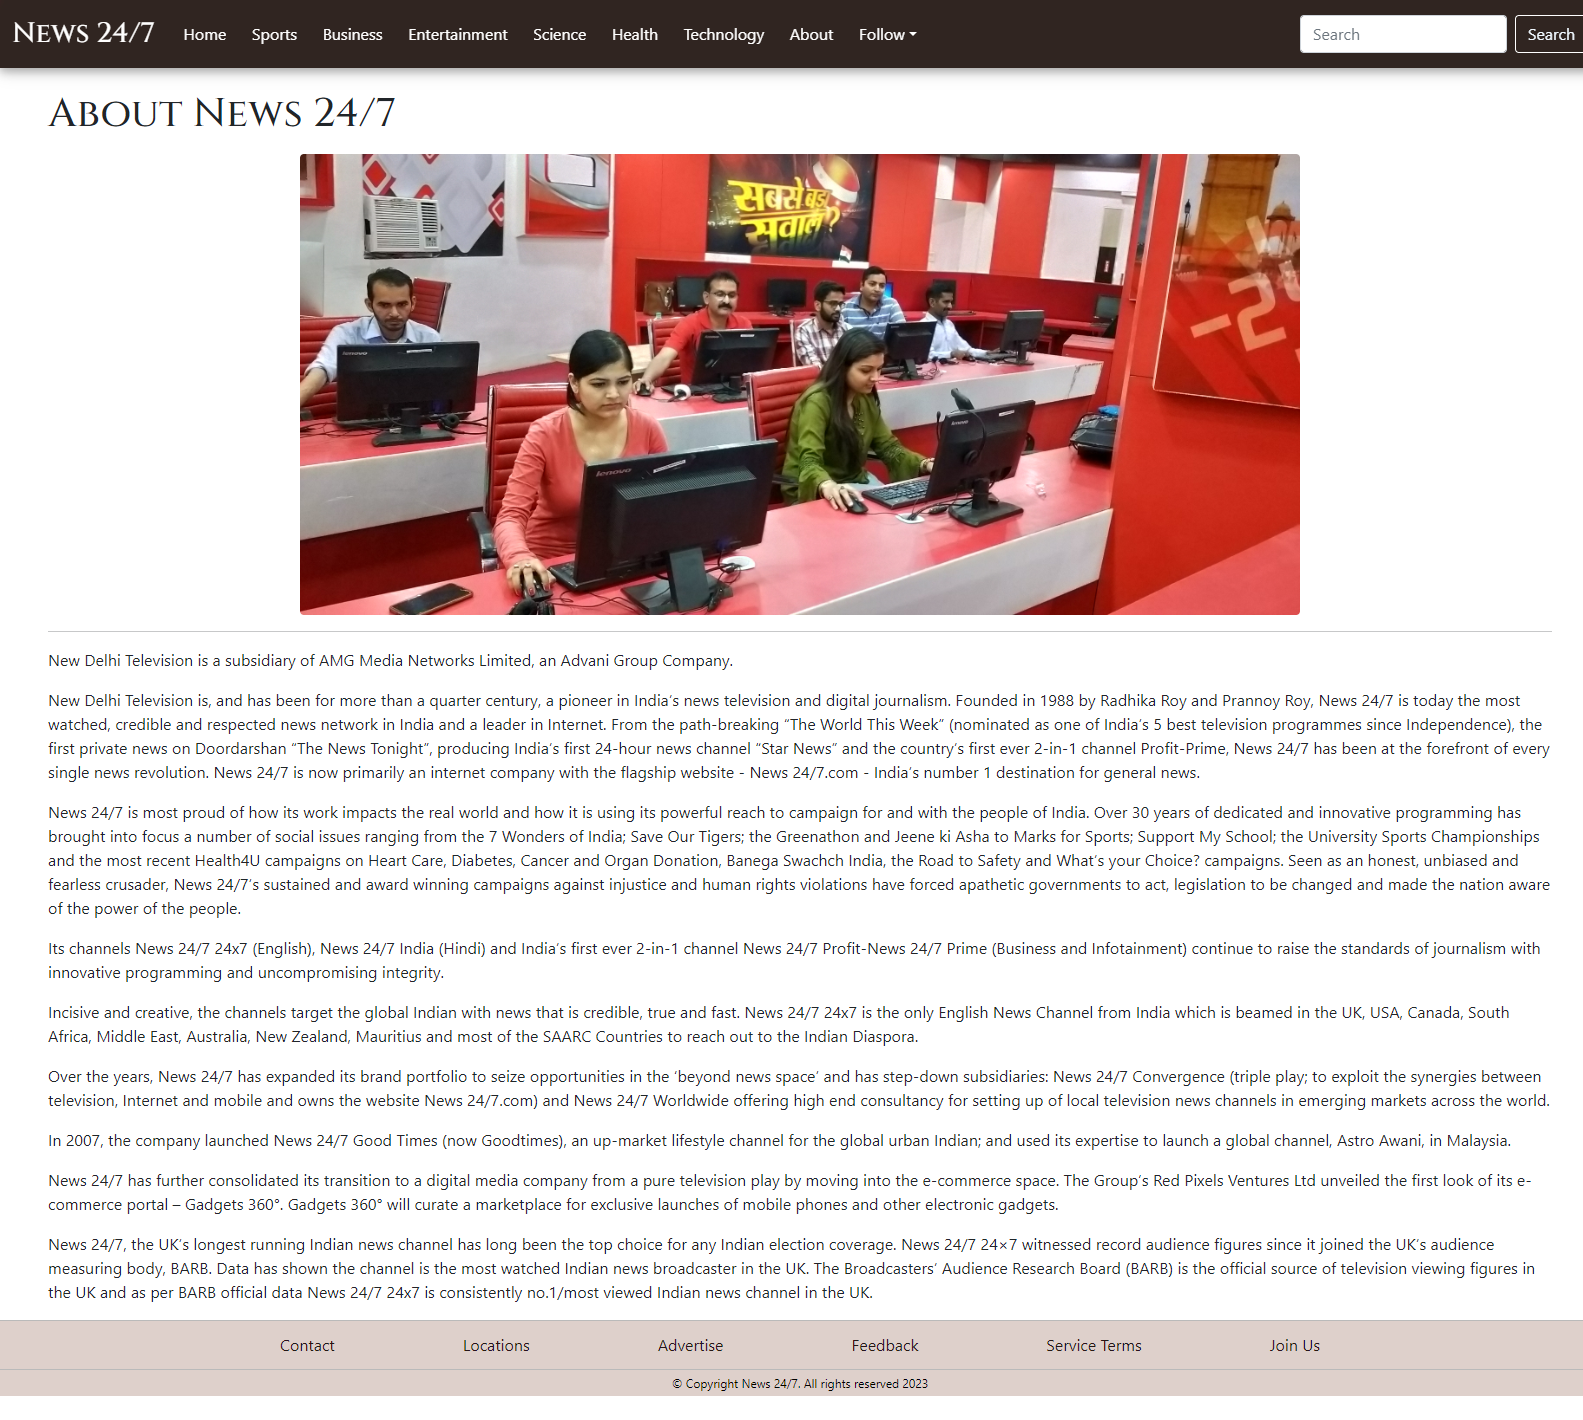 News 24/7 Home Sports Business Entertainment Science Health Technology About Follow Search Search
About News 24/7
सबसे बड़ा
सवाल?
lenovo
lenovo
lenovo
New Delhi Television is a subsidiary of AMG Media Networks Limited, an Advani Group Company.
New Delhi Television is, and has been for more than a quarter century, a pioneer in India's news television and digital journalism. Founded in 1988 by Radhika Roy and Prannoy Roy, News 24/7 is today the most
watched, credible and respected news network in India and a leader in Internet. From the path-breaking “The World This Week” (nominated as one of India's 5 best television programmes since Independence), the
first private news on Doordarshan “The News Tonight”, producing India's first 24-hour news channel “Star News” and the country's first ever 2-in-1 channel Profit-Prime, News 24/7 has been at the forefront of every
single news revolution. News 24/7 is now primarily an internet company with the flagship website - News 24/7.com - India's number 1 destination for general news.
News 24/7 is most proud of how its work impacts the real world and how it is using its powerful reach to campaign for and with the people of India. Over 30 years of dedicated and innovative programming has
brought into focus a number of social issues ranging from the 7 Wonders of India; Save Our Tigers; the Greenathon and Jeene ki Asha to Marks for Sports; Support My School; the University Sports Championships
and the most recent Health4U campaigns on Heart Care, Diabetes, Cancer and Organ Donation, Banega Swachch India, the Road to Safety and What's your Choice? campaigns. Seen as an honest, unbiased and
fearless crusader, News 24/7's sustained and award winning campaigns against injustice and human rights violations have forced apathetic governments to act, legislation to be changed and made the nation aware
of the power of the people.
Its channels News 24/7 24x7 (English), News 24/7 India (Hindi) and India's first ever 2-in-1 channel News 24/7 Profit-News 24/7 Prime (Business and Infotainment) continue to raise the standards of journalism with
innovative programming and uncompromising integrity.
Incisive and creative, the channels target the global Indian with news that is credible, true and fast. News 24/7 24x7 is the only English News Channel from India which is beamed in the UK, USA, Canada, South
Africa, Middle East, Australia, New Zealand, Mauritius and most of the SAARC Countries to reach out to the Indian Diaspora.
Over the years, News 24/7 has expanded its brand portfolio to seize opportunities in the ‘beyond news space’ and has step-down subsidiaries: News 24/7 Convergence (triple play; to exploit the synergies between
television, Internet and mobile and owns the website News 24/7.com) and News 24/7 Worldwide offering high end consultancy for setting up of local television news channels in emerging markets across the world.
In 2007, the company launched News 24/7 Good Times (now Goodtimes), an up-market lifestyle channel for the global urban Indian; and used its expertise to launch a global channel, Astro Awani, in Malaysia.
News 24/7 has further consolidated its transition to a digital media company from a pure television play by moving into the e-commerce space. The Group's Red Pixels Ventures Ltd unveiled the first look of its e-
commerce portal – Gadgets 360°. Gadgets 360° will curate a marketplace for exclusive launches of mobile phones and other electronic gadgets.
News 24/7, the UK's longest running Indian news channel has long been the top choice for any Indian election coverage. News 24/7 24×7 witnessed record audience figures since it joined the UK's audience
measuring body, BARB. Data has shown the channel is the most watched Indian news broadcaster in the UK. The Broadcasters' Audience Research Board (BARB) is the official source of television viewing figures in
the UK and as per BARB official data News 24/7 24x7 is consistently no.1/most viewed Indian news channel in the UK.
Contact Locations Advertise Feedback Service Terms Join Us
© Copyright News 24/7. All rights reserved 2023